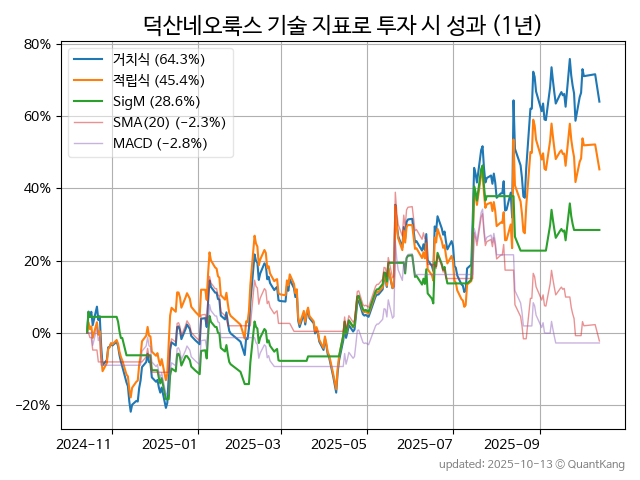 덕산네오룩스 기술 지표로 투자 시 성과 (1년)
80%
60%
40%
20%
0%
−20%
거치식 (64.3%)
적립식 (45.4%)
SigM (28.6%)
SMA(20) (−2.3%)
MACD (−2.8%)
2024-11
2025-01
2025-03
2025-05
2025-07
2025-09
updated: 2025-10-13 ⓒ QuantKang